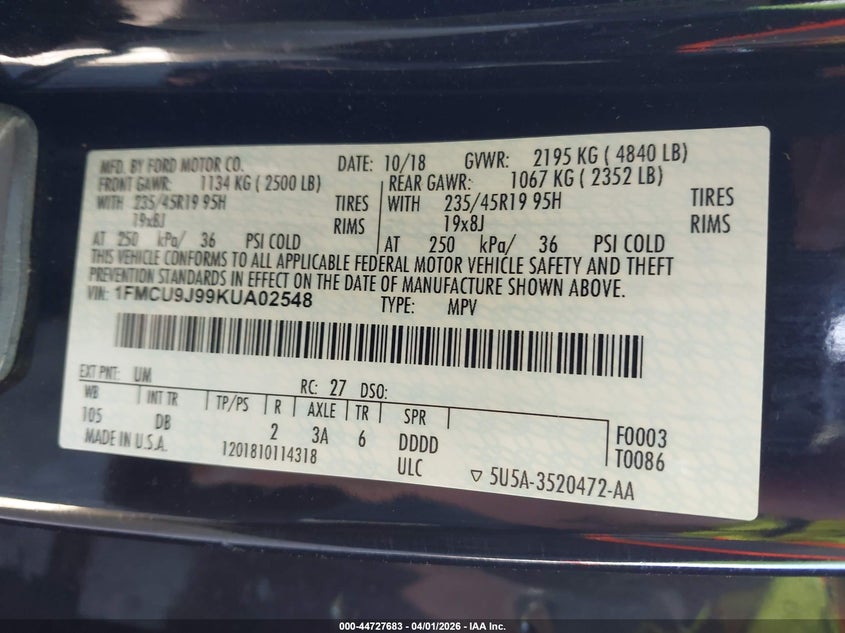 MFD. BY FORD MOTOR CO. DATE: 10/18 GVWR: 2195 KG ( 4840 LB)
FRONT GAWR: 1134 KG ( 2500 LB) REAR GAWR: 1067 KG ( 2352 LB)
WITH 235/45R19 95H TIRES WITH 235/45R19 95H TIRES
19x8J RIMS 19x8J RIMS
AT 250 kPa/ 36 PSI COLD AT 250 kPa/ 36 PSI COLD
THIS VEHICLE CONFORMS TO ALL APPLICABLE FEDERAL MOTOR VEHICLE SAFETY AND THEFT
PREVENTION STANDARDS IN EFFECT ON THE DATE OF MANUFACTURE SHOWN ABOVE.
VIN: 1FMCU9J99KUA02548 TYPE: MPV
EXT PNT: UM RC: 27 DSO:
WB INT TR TP/PS R AXLE TR SPR
105 DB 2 3A 6 DDDD F0003
MADE IN U.S.A. 1201810114318 ULC T0086
▽ 5U5A-3520472-AA
000-44727683 - 04/01/2026 - IAA Inc.